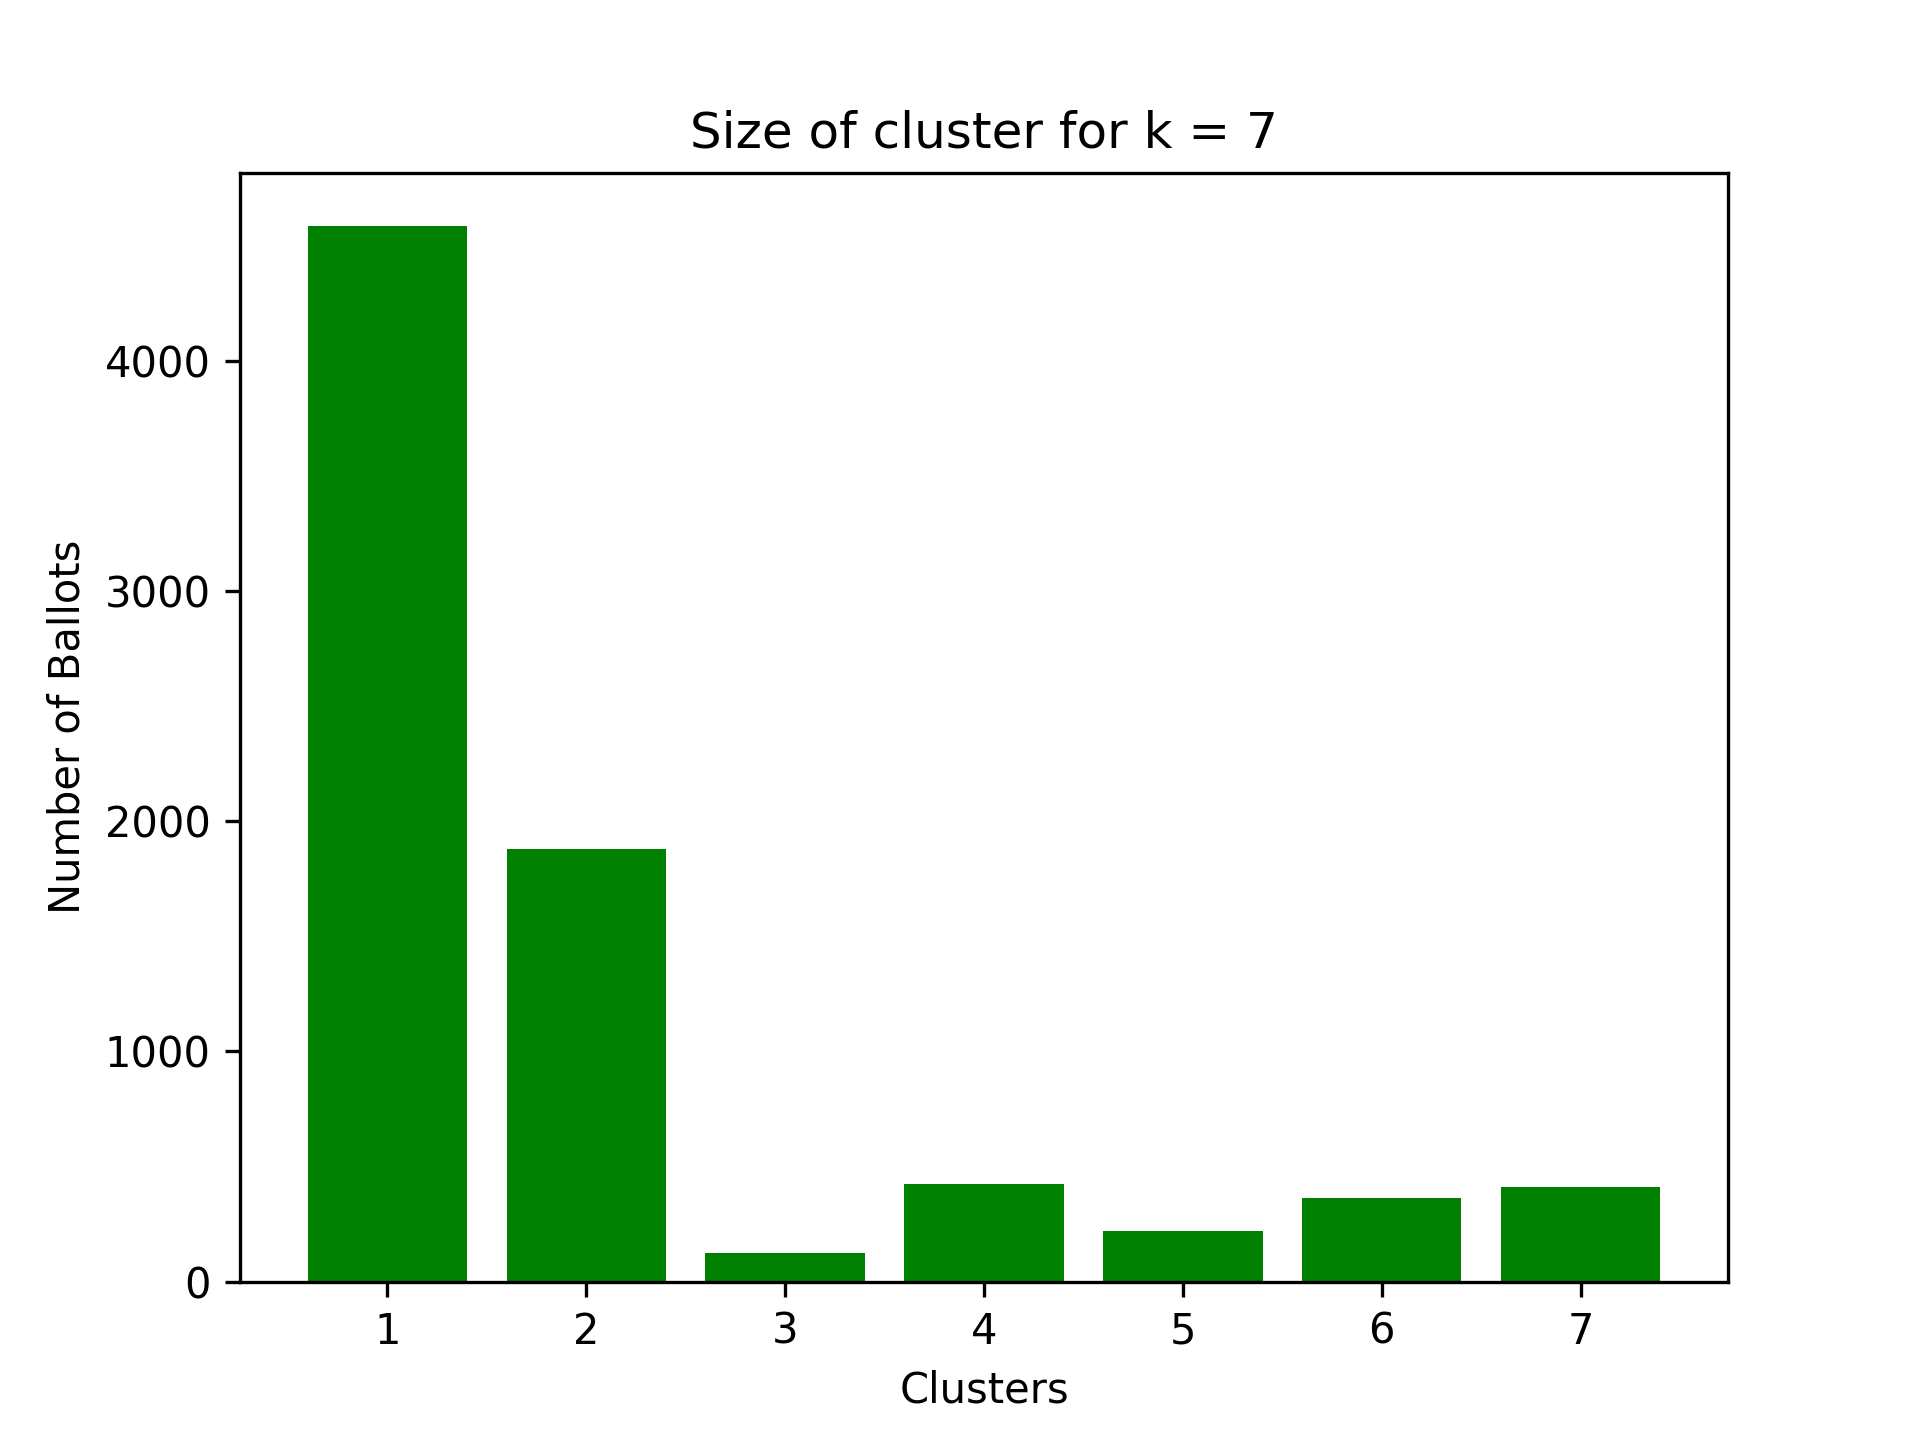 Size of cluster for k = 7
Number of Ballots
4000
3000
2000
1000
0
1 2 3 4 5 6 7
Clusters